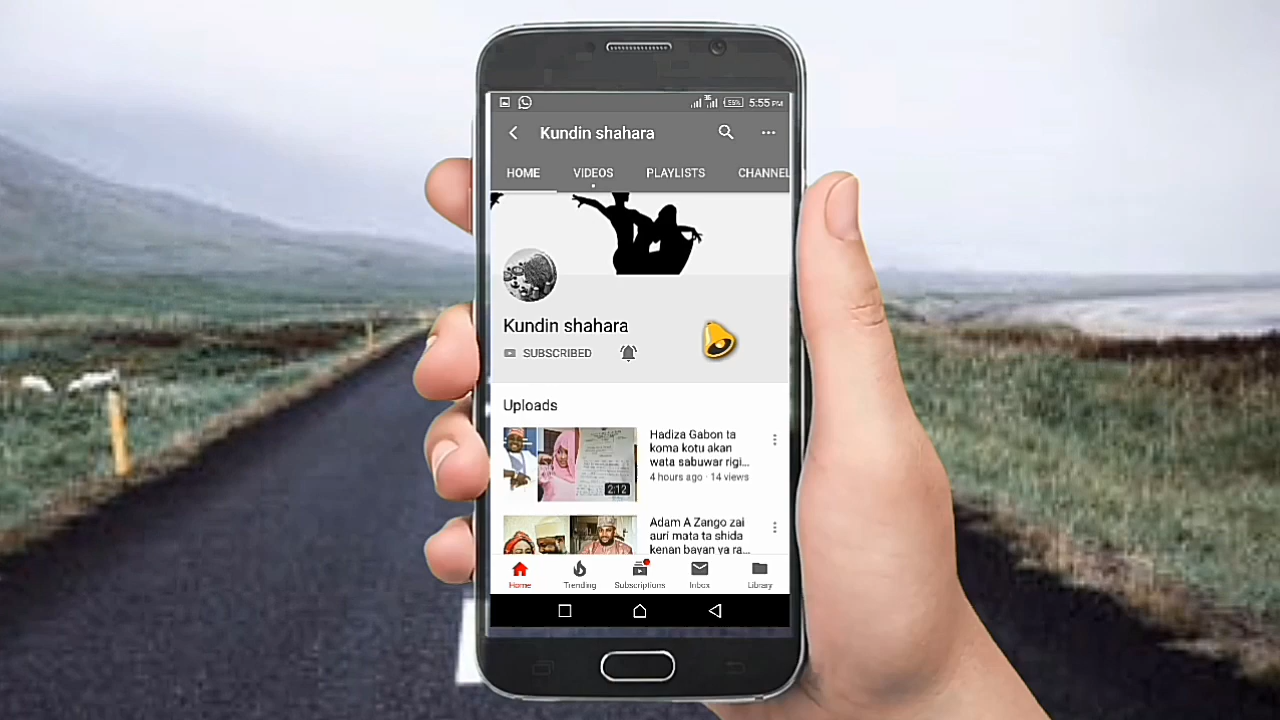 3G 55% 5:55 PM
Kundin shahara
HOME VIDEOS PLAYLISTS CHANNEL
Kundin shahara
SUBSCRIBED
Uploads
Hadiza Gabon ta
koma kotu akan
wata sabuwar rigi...
4 hours ago · 14 views
2:12
Adam A Zango zai
auri mata ta shida
kenan bayan ya ra...
Home Trending Subscriptions Inbox Library